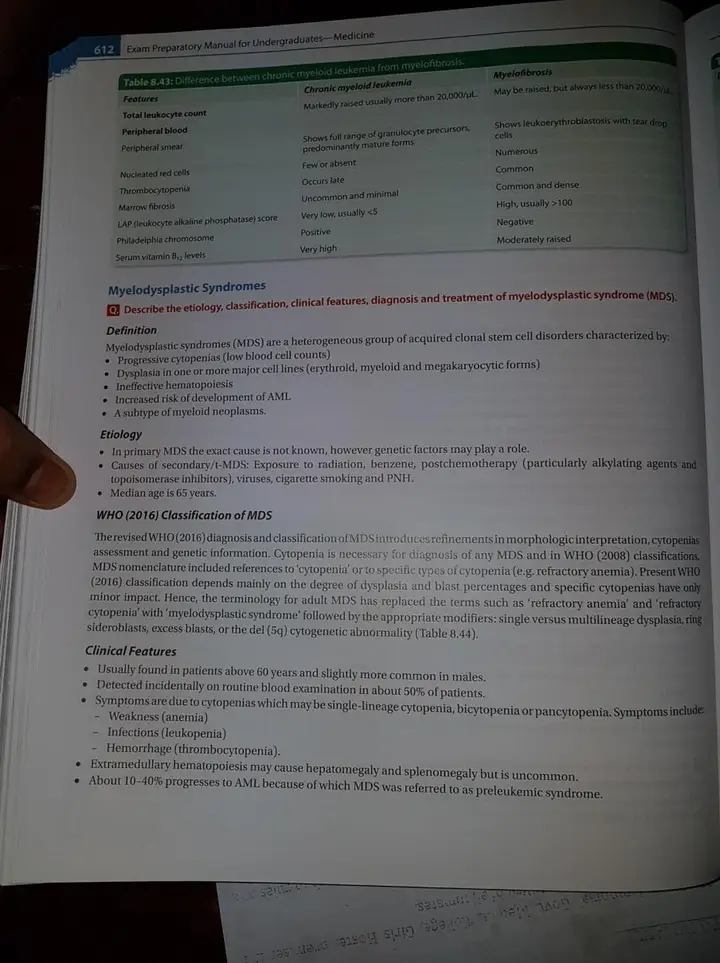 612 Exam Preparatory Manual for Undergraduates—Medicine
Table 8.43: Difference between chronic myeloid leukemia from myelofibrosis.
Features Chronic myeloid leukemia Myelofibrosis
Total leukocyte count Markedly raised usually more than 20,000/μL. May be raised, but always less than 20,000/μL
Peripheral blood
Peripheral smear Shows full range of granulocyte precursors, predominantly mature forms Shows leukoerythroblastosis with tear drop cells
Nucleated red cells Few or absent Numerous
Thrombocytopenia Occurs late Common
Marrow fibrosis Uncommon and minimal Common and dense
LAP (leukocyte alkaline phosphatase) score Very low, usually <5 High, usually >100
Philadelphia chromosome Positive Negative
Serum vitamin B₁₂ levels Very high Moderately raised
Myelodysplastic Syndromes
Q. Describe the etiology, classification, clinical features, diagnosis and treatment of myelodysplastic syndrome (MDS).
Definition
Myelodysplastic syndromes (MDS) are a heterogeneous group of acquired clonal stem cell disorders characterized by:
• Progressive cytopenias (low blood cell counts)
• Dysplasia in one or more major cell lines (erythroid, myeloid and megakaryocytic forms)
• Ineffective hematopoiesis
• Increased risk of development of AML
• A subtype of myeloid neoplasms.
Etiology
• In primary MDS the exact cause is not known, however genetic factors may play a role.
• Causes of secondary/t-MDS: Exposure to radiation, benzene, postchemotherapy (particularly alkylating agents and
topoisomerase inhibitors), viruses, cigarette smoking and PNH.
• Median age is 65 years.
WHO (2016) Classification of MDS
The revised WHO (2016) diagnosis and classification of MDS introduces refinements in morphologic interpretation, cytopenias
assessment and genetic information. Cytopenia is necessary for diagnosis of any MDS and in WHO (2008) classifications,
MDS nomenclature included references to 'cytopenia' or to specific types of cytopenia (e.g. refractory anemia). Present WHO
(2016) classification depends mainly on the degree of dysplasia and blast percentages and specific cytopenias have only
minor impact. Hence, the terminology for adult MDS has replaced the terms such as 'refractory anemia' and 'refractory
cytopenia' with 'myelodysplastic syndrome' followed by the appropriate modifiers: single versus multilineage dysplasia, ring
sideroblasts, excess blasts, or the del (5q) cytogenetic abnormality (Table 8.44).
Clinical Features
• Usually found in patients above 60 years and slightly more common in males.
• Detected incidentally on routine blood examination in about 50% of patients.
• Symptoms are due to cytopenias which may be single-lineage cytopenia, bicytopenia or pancytopenia. Symptoms include:
– Weakness (anemia)
– Infections (leukopenia)
– Hemorrhage (thrombocytopenia).
• Extramedullary hematopoiesis may cause hepatomegaly and splenomegaly but is uncommon.
• About 10–40% progresses to AML because of which MDS was referred to as preleukemic syndrome.